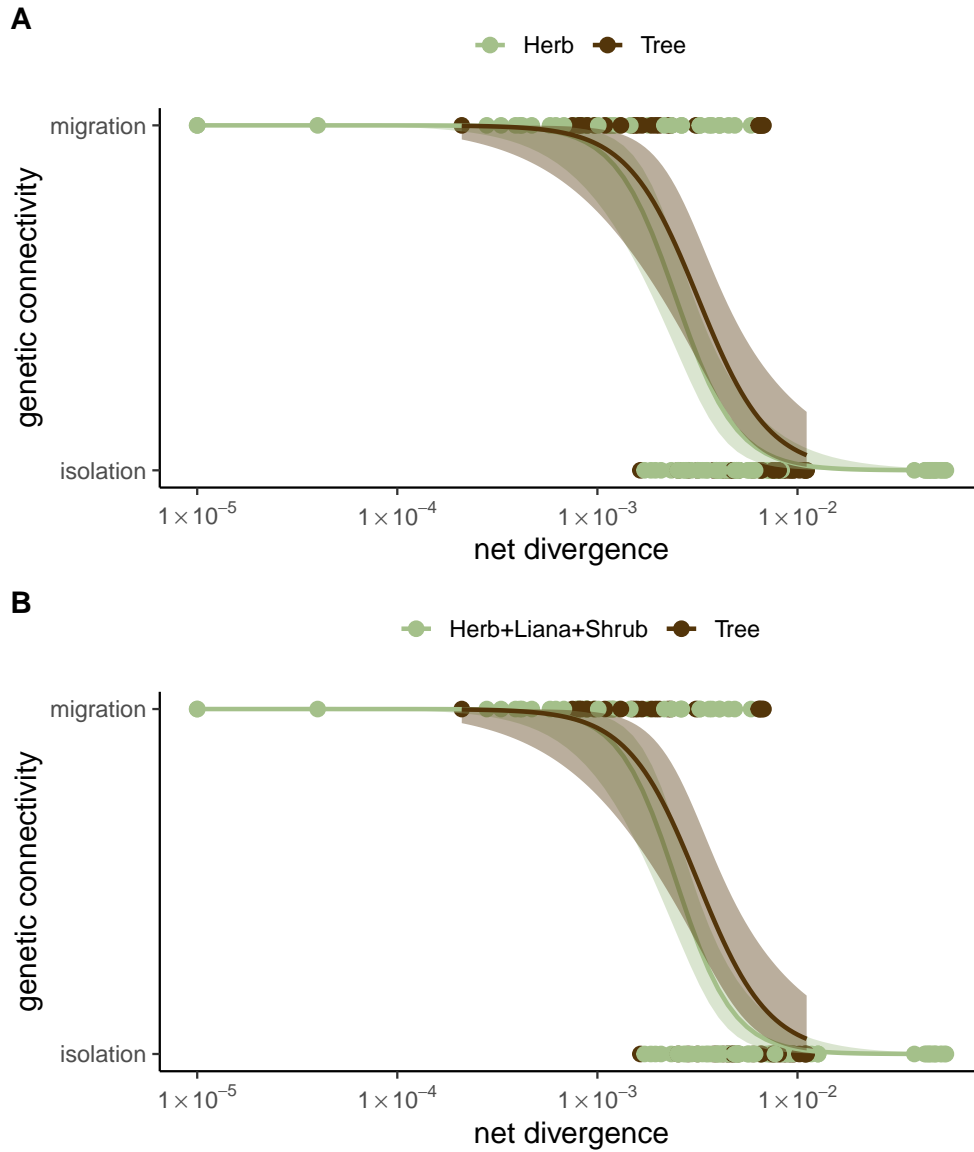 A
Herb Tree
migration
isolation
genetic connectivity
1×10⁻⁵ 1×10⁻⁴ 1×10⁻³ 1×10⁻²
net divergence
B
Herb+Liana+Shrub Tree
migration
isolation
genetic connectivity
1×10⁻⁵ 1×10⁻⁴ 1×10⁻³ 1×10⁻²
net divergence